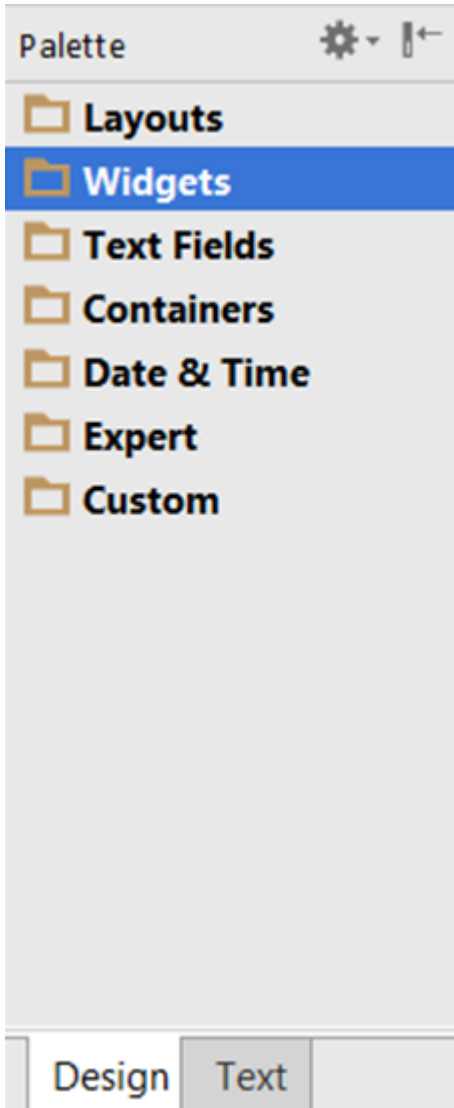 Palette
Layouts
Widgets
Text Fields
Containers
Date & Time
Expert
Custom
Design Text